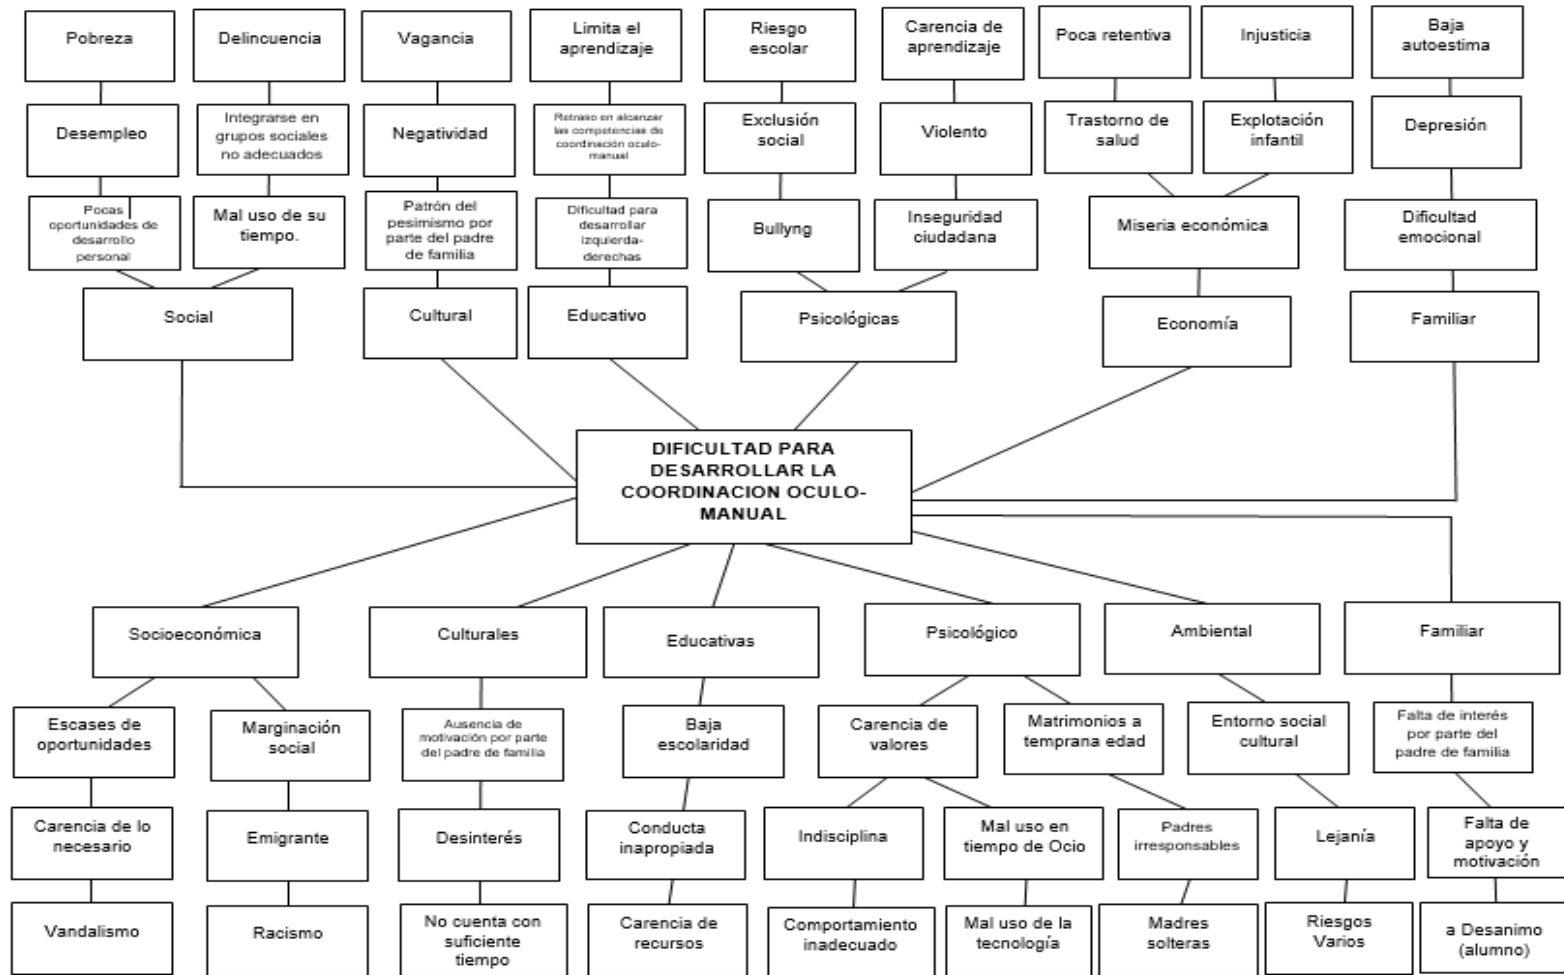 Pobreza
Delincuencia
Vagancia
Limita el
aprendizaje
Riesgo
escolar
Carencia de
aprendizaje
Poca retentiva
Injusticia
Baja
autoestima
Desempleo
Integrarse en
grupos sociales
no adecuados
Negatividad
Retraso en alcanzar
las competencias de
coordinación oculo-
manual
Exclusión
social
Violento
Trastorno de
salud
Explotación
infantil
Depresión
Pocas
oportunidades de
desarrollo
personal
Mal uso de su
tiempo.
Patrón del
pesimismo por
parte del padre
de familia
Dificultad para
desarrollar
izquierda-
derechas
Bullyng
Inseguridad
ciudadana
Miseria económica
Dificultad
emocional
Social
Cultural
Educativo
Psicológicas
Economía
Familiar
DIFICULTAD PARA
DESARROLLAR LA
COORDINACION OCULO-
MANUAL
Socioeconómica
Culturales
Educativas
Psicológico
Ambiental
Familiar
Escases de
oportunidades
Marginación
social
Ausencia de
motivación por parte
del padre de familia
Baja
escolaridad
Carencia de
valores
Matrimonios a
temprana edad
Entorno social
cultural
Falta de interés
por parte del
padre de familia
Carencia de lo
necesario
Emigrante
Desinterés
Conducta
inapropiada
Indisciplina
Mal uso en
tiempo de Ocio
Padres
irresponsables
Lejanía
Falta de
apoyo y
motivación
Vandalismo
Racismo
No cuenta con
suficiente
tiempo
Carencia de
recursos
Comportamiento
inadecuado
Mal uso de la
tecnología
Madres
solteras
Riesgos
Varios
a Desanimo
(alumno)